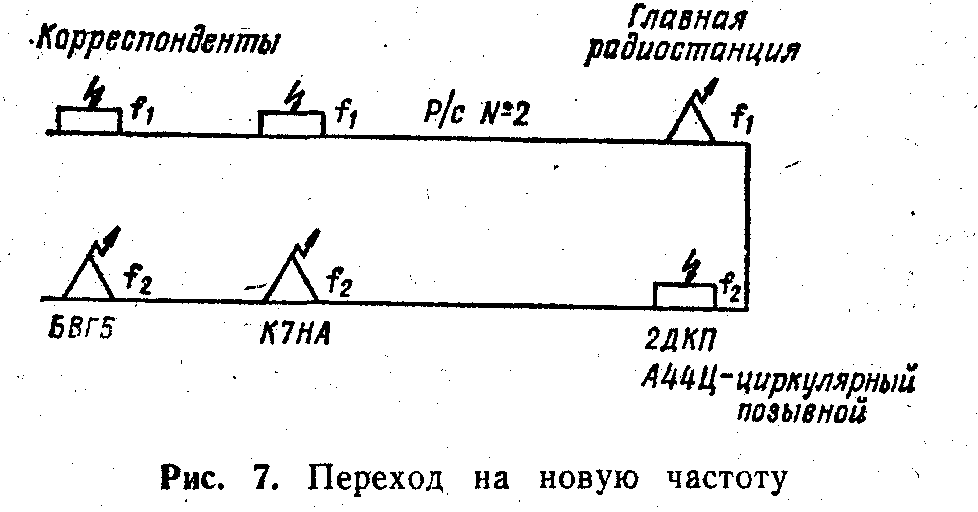 Корреспонденты
Главная
радиостанция
f1
f1
Р/с №2
f1
f2
f2
f2
БВГ5
К7НА
2ДКП
А44Ц-циркулярный
позывной
Рис. 7. Переход на новую частоту